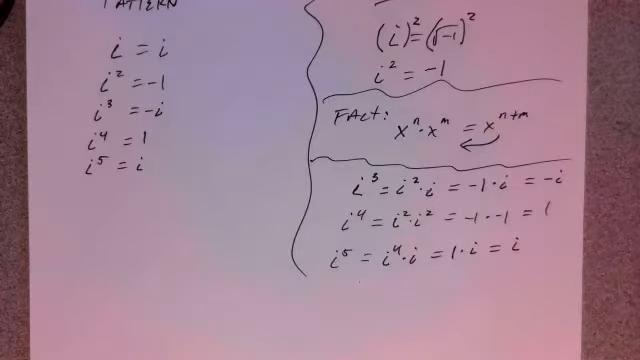 PATTERN
i = i
i² = -1
i³ = -i
i⁴ = 1
i⁵ = i
(i)² = (√-1)²
i² = -1
FACT: xⁿ · xᵐ = xⁿ⁺ᵐ
i³ = i² · i = -1 · i = -i
i⁴ = i² · i² = -1 · -1 = 1
i⁵ = i⁴ · i = 1 · i = i